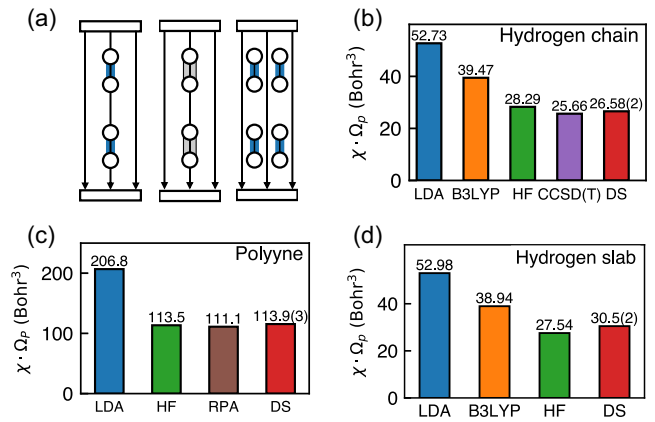 (a)
(b)
Hydrogen chain
χ · Ω_p (Bohr³)
40
20
0
52.73
39.47
28.29
25.66
26.58(2)
LDA B3LYP HF CCSD(T) DS
(c)
Polyyne
χ · Ω_P (Bohr³)
200
100
0
206.8
113.5
111.1
113.9(3)
LDA HF RPA DS
(d)
Hydrogen slab
χ · Ω_p (Bohr³)
40
20
0
52.98
38.94
27.54
30.5(2)
LDA B3LYP HF DS